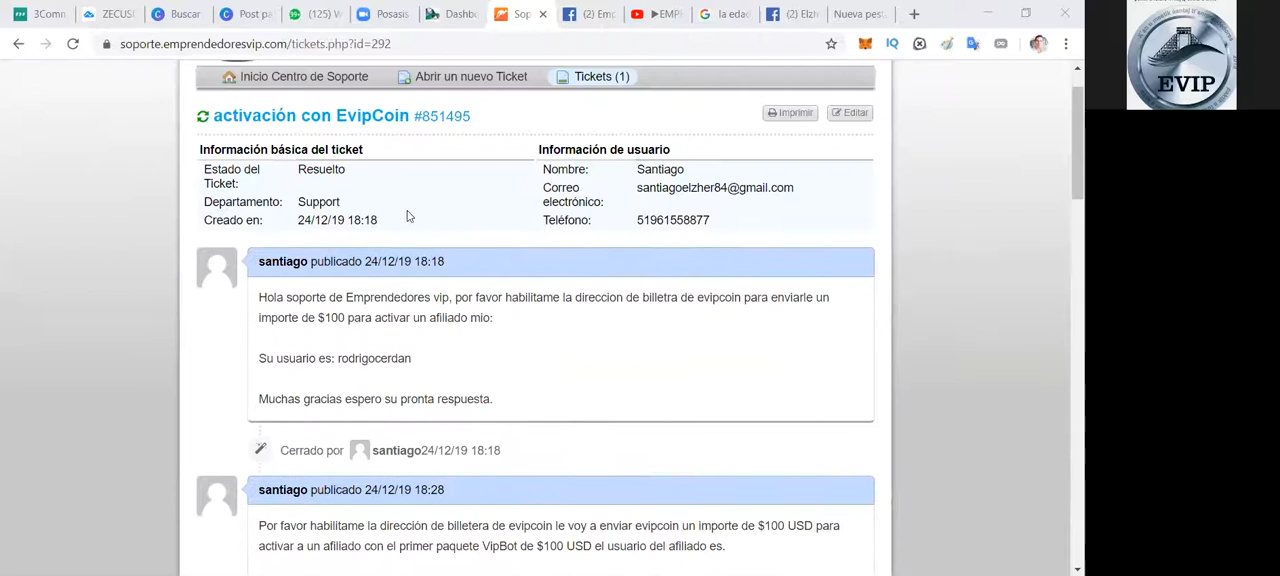 3Comn
ZECUS
Buscar
Post pa
(125) W
Posasis
Dashbo
Sop
(2) Emp
▶EMPI
la edad
(2) Elzh
Nueva pest
soporte.emprendedoresvip.com/tickets.php?id=292
IQ
Inicio Centro de Soporte
Abrir un nuevo Ticket
Tickets (1)
activación con EvipCoin #851495
Imprimir
Editar
Información básica del ticket
Información de usuario
Estado del Ticket: Resuelto
Departamento: Support
Creado en: 24/12/19 18:18
Nombre: Santiago
Correo electrónico: santiagoelzher84@gmail.com
Teléfono: 51961558877
santiago publicado 24/12/19 18:18
Hola soporte de Emprendedores vip, por favor habilitame la direccion de billetra de evipcoin para enviarle un
importe de $100 para activar un afiliado mio:
Su usuario es: rodrigocerdan
Muchas gracias espero su pronta respuesta.
Cerrado por santiago24/12/19 18:18
santiago publicado 24/12/19 18:28
Por favor habilitame la dirección de billetera de evipcoin le voy a enviar evipcoin un importe de $100 USD para
activar a un afiliado con el primer paquete VipBot de $100 USD el usuario del afiliado es.
EVIP